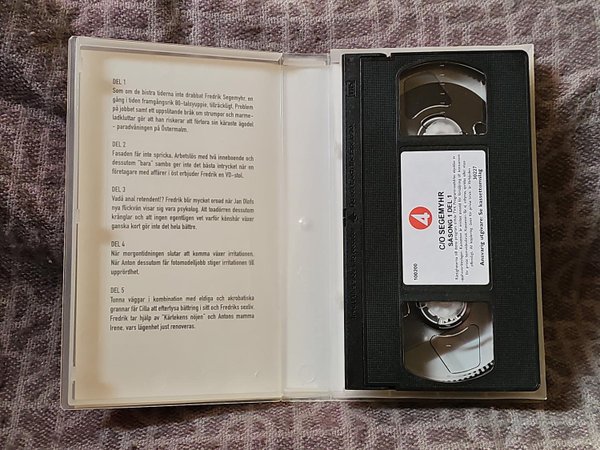 DEL 1
Som om de bistra tiderna inte drabbat Fredrik Segemyhr, en
gång i tiden framgångsrik 80-talsyuppie, tillräckligt. Problem
på jobbet samt ett uppslitande bråk om strumpor och marme-
ladkluttar gör att han riskerar att förlora sin käraste ägodel
- paradvåningen på Östermalm.
DEL 2
Fasaden får inte spricka. Arbetslös med två inneboende och
dessutom "bara" sambo ger inte det bästa intrycket när en
företagare med affärer i öst erbjuder Fredrik en VD-stol.
DEL 3
Vadå anal retendent!? Fredrik blir mycket oroad när Jan Olofs
nya flickvän visar sig vara psykolog. Att toadörren dessutom
krånglar och att ingen egentligen vet varför känshär växer
ganska kort gör inte det hela bättre.
DEL 4
När morgontidningen slutar att komma växer irritationen.
När Anton dessutom får fotomodelljobb stiger irritationen till
upprördhet.
DEL 5
Tunna väggar i kombination med eldiga och akrobatiska
grannar får Cilla att efterlysa bättring i sitt och Fredriks sexliv.
Fredrik tar hjälp av "Kärlekens nöjen" och Antons mamma
Irene, vars lägenhet just renoveras.
4
C/O SEGEMYHR
SÄSONG 1 DEL 1
100200
Ansvarig utgivare: Se kassettomslag